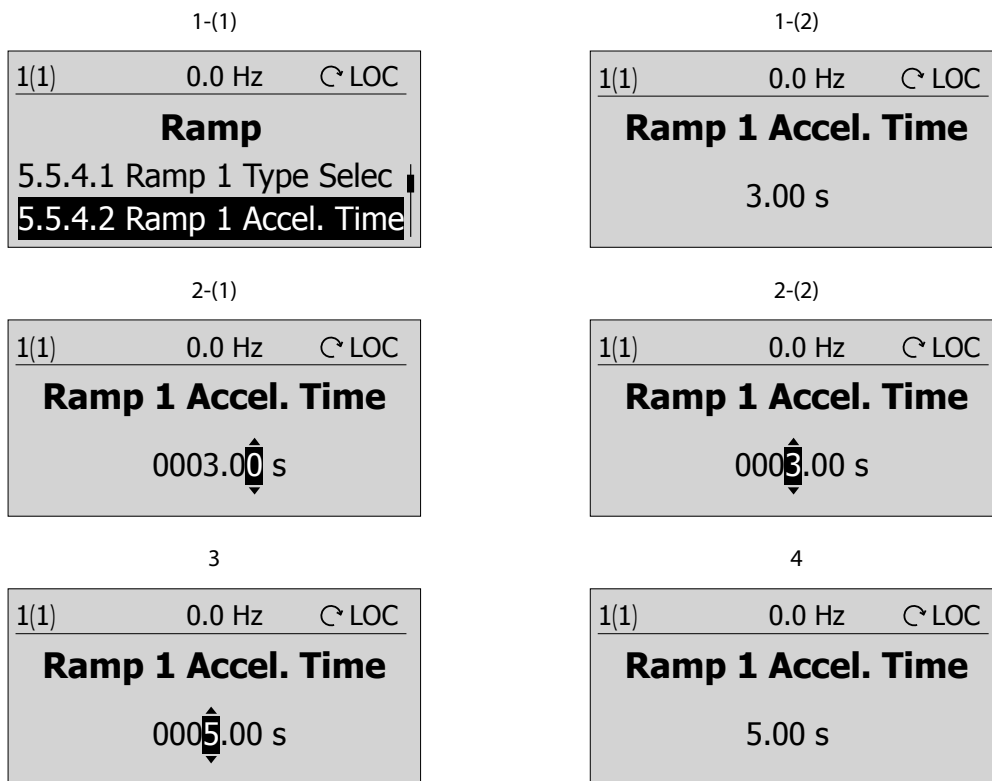 1-(1)
1(1) 0.0 Hz LOC
Ramp
5.5.4.1 Ramp 1 Type Selec
5.5.4.2 Ramp 1 Accel. Time
1-(2)
1(1) 0.0 Hz LOC
Ramp 1 Accel. Time
3.00 s
2-(1)
1(1) 0.0 Hz LOC
Ramp 1 Accel. Time
0003.00 s
2-(2)
1(1) 0.0 Hz LOC
Ramp 1 Accel. Time
0003.00 s
3
1(1) 0.0 Hz LOC
Ramp 1 Accel. Time
0005.00 s
4
1(1) 0.0 Hz LOC
Ramp 1 Accel. Time
5.00 s